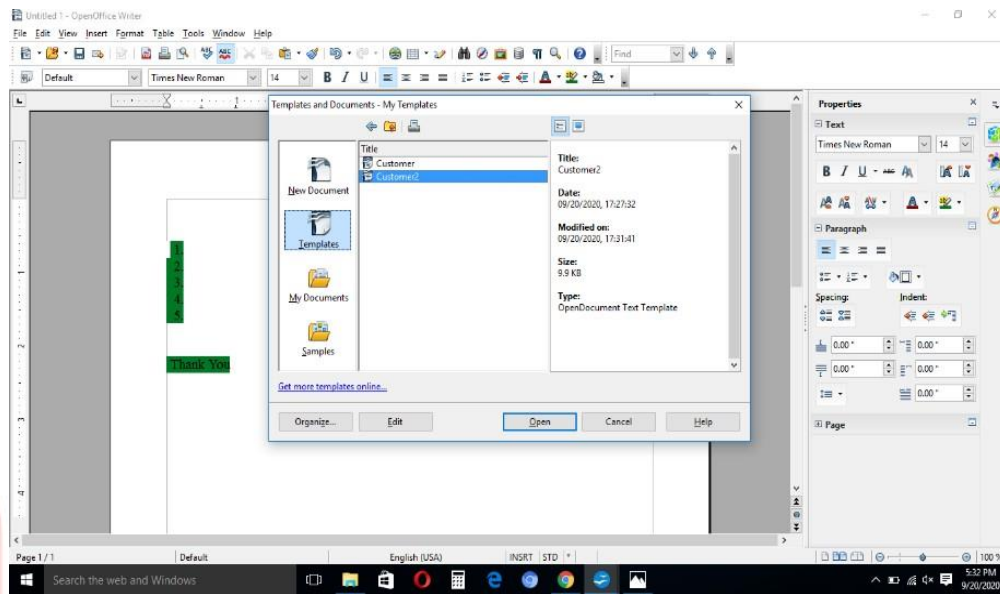 Untitled 1 - OpenOffice Writer
File Edit View Insert Format Table Tools Window Help
Find
Default Times New Roman 14 B I U
Templates and Documents - My Templates
Title
Customer
Customer2
New Document
Templates
My Documents
Samples
Title:
Customer2
Date:
09/20/2020, 17:27:32
Modified on:
09/20/2020, 17:31:41
Size:
9.9 KB
Type:
OpenDocument Text Template
Get more templates online...
Organize... Edit Open Cancel Help
1.
2.
3.
4.
5.
Thank You
Properties
Text
Times New Roman 14
B I U
Paragraph
Spacing: Indent:
0.00 " 0.00 "
0.00 " 0.00 "
0.00 "
Page
Page 1 / 1 Default English (USA) INSRT STD * 100 %
Search the web and Windows
5:32 PM
9/20/2020